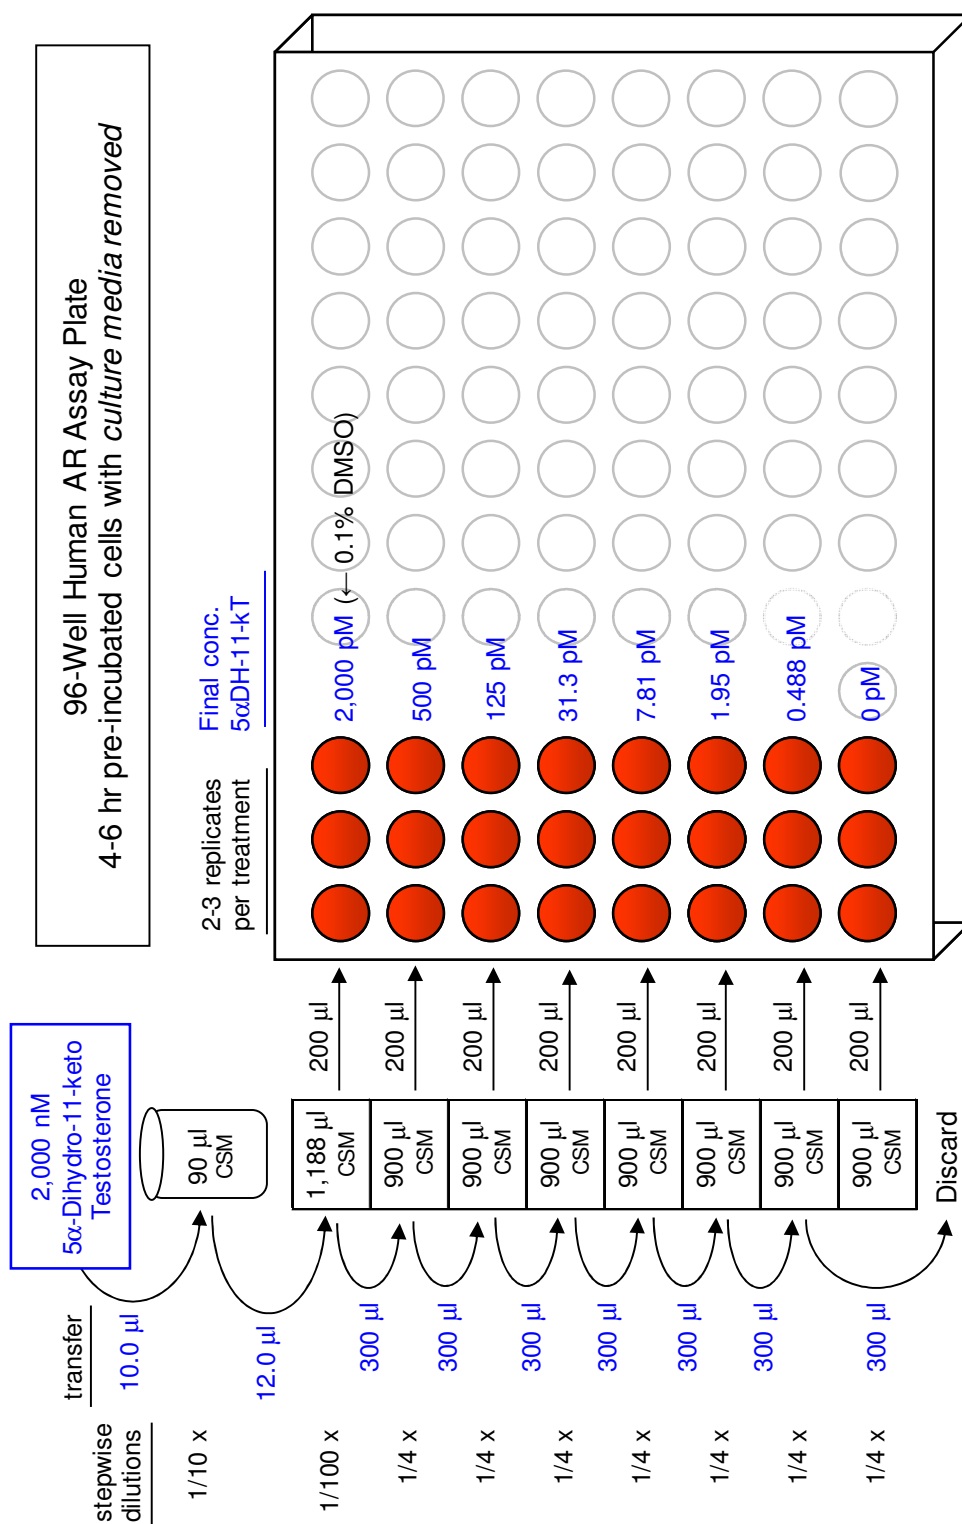 96-Well Human AR Assay Plate
4-6 hr pre-incubated cells with culture media removed
stepwise
dilutions
transfer
2,000 nM
5α-Dihydro-11-keto
Testosterone
2-3 replicates
per treatment
Final conc.
5αDH-11-kT
1/10 x
10.0 µl
90 µl
CSM
1/100 x
12.0 µl
1,188 µl
CSM
200 µl
2,000 pM (← 0.1% DMSO)
1/4 x
300 µl
900 µl
CSM
200 µl
500 pM
1/4 x
300 µl
900 µl
CSM
200 µl
125 pM
1/4 x
300 µl
900 µl
CSM
200 µl
31.3 pM
1/4 x
300 µl
900 µl
CSM
200 µl
7.81 pM
1/4 x
300 µl
900 µl
CSM
200 µl
1.95 pM
1/4 x
300 µl
900 µl
CSM
200 µl
0.488 pM
1/4 x
300 µl
900 µl
CSM
200 µl
0 pM
Discard